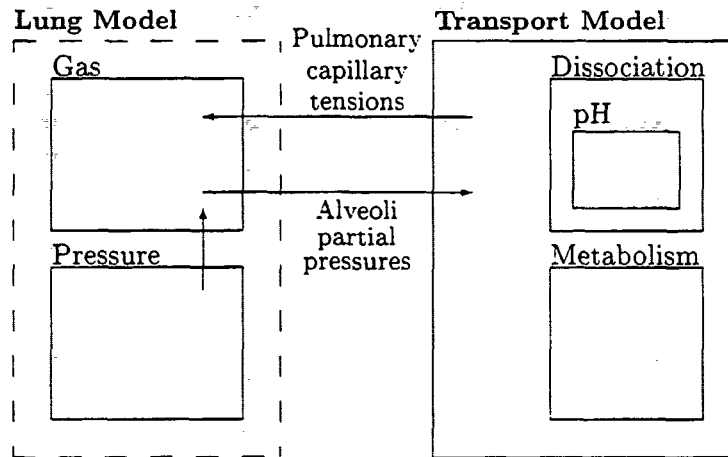 Lung Model
Transport Model
Pulmonary
capillary
tensions
Gas
Dissociation
pH
Alveoli
partial
pressures
Pressure
Metabolism